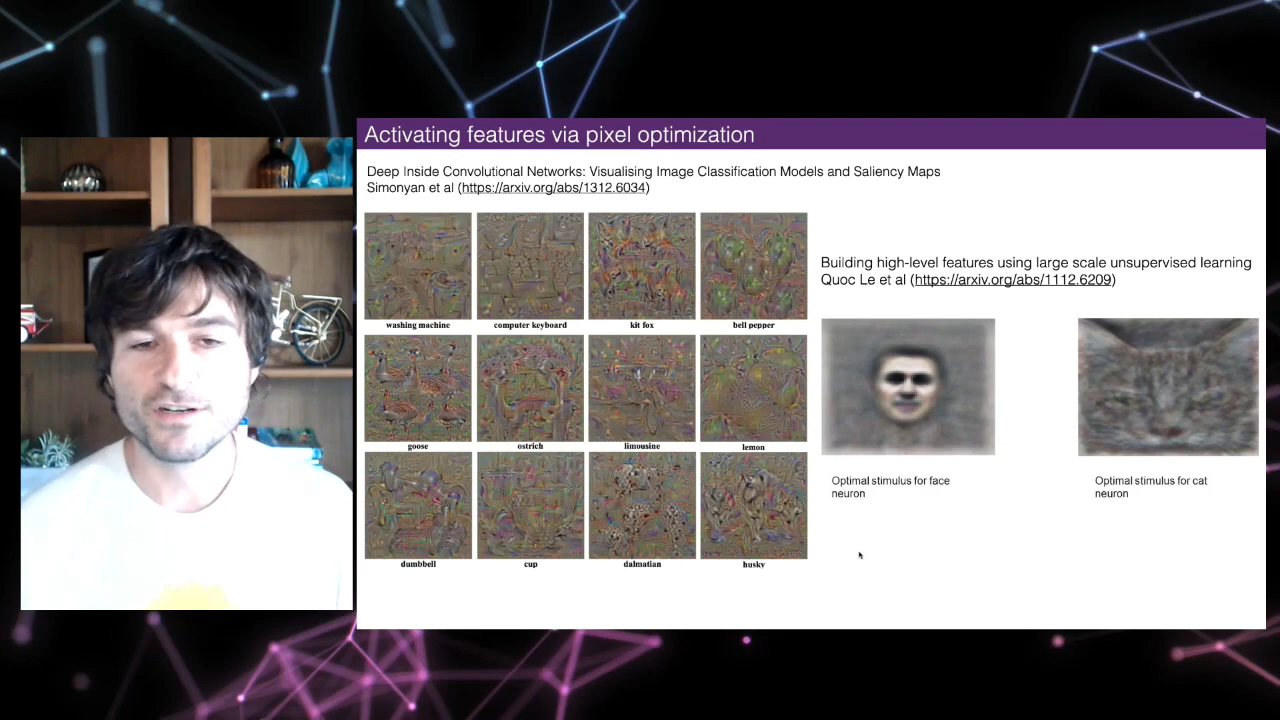 Activating features via pixel optimization
Deep Inside Convolutional Networks: Visualising Image Classification Models and Saliency Maps
Simonyan et al (https://arxiv.org/abs/1312.6034)
washing machine
computer keyboard
kit fox
bell pepper
goose
ostrich
limousine
lemon
dumbbell
cup
dalmatian
husky
Building high-level features using large scale unsupervised learning
Quoc Le et al (https://arxiv.org/abs/1112.6209)
Optimal stimulus for face
neuron
Optimal stimulus for cat
neuron